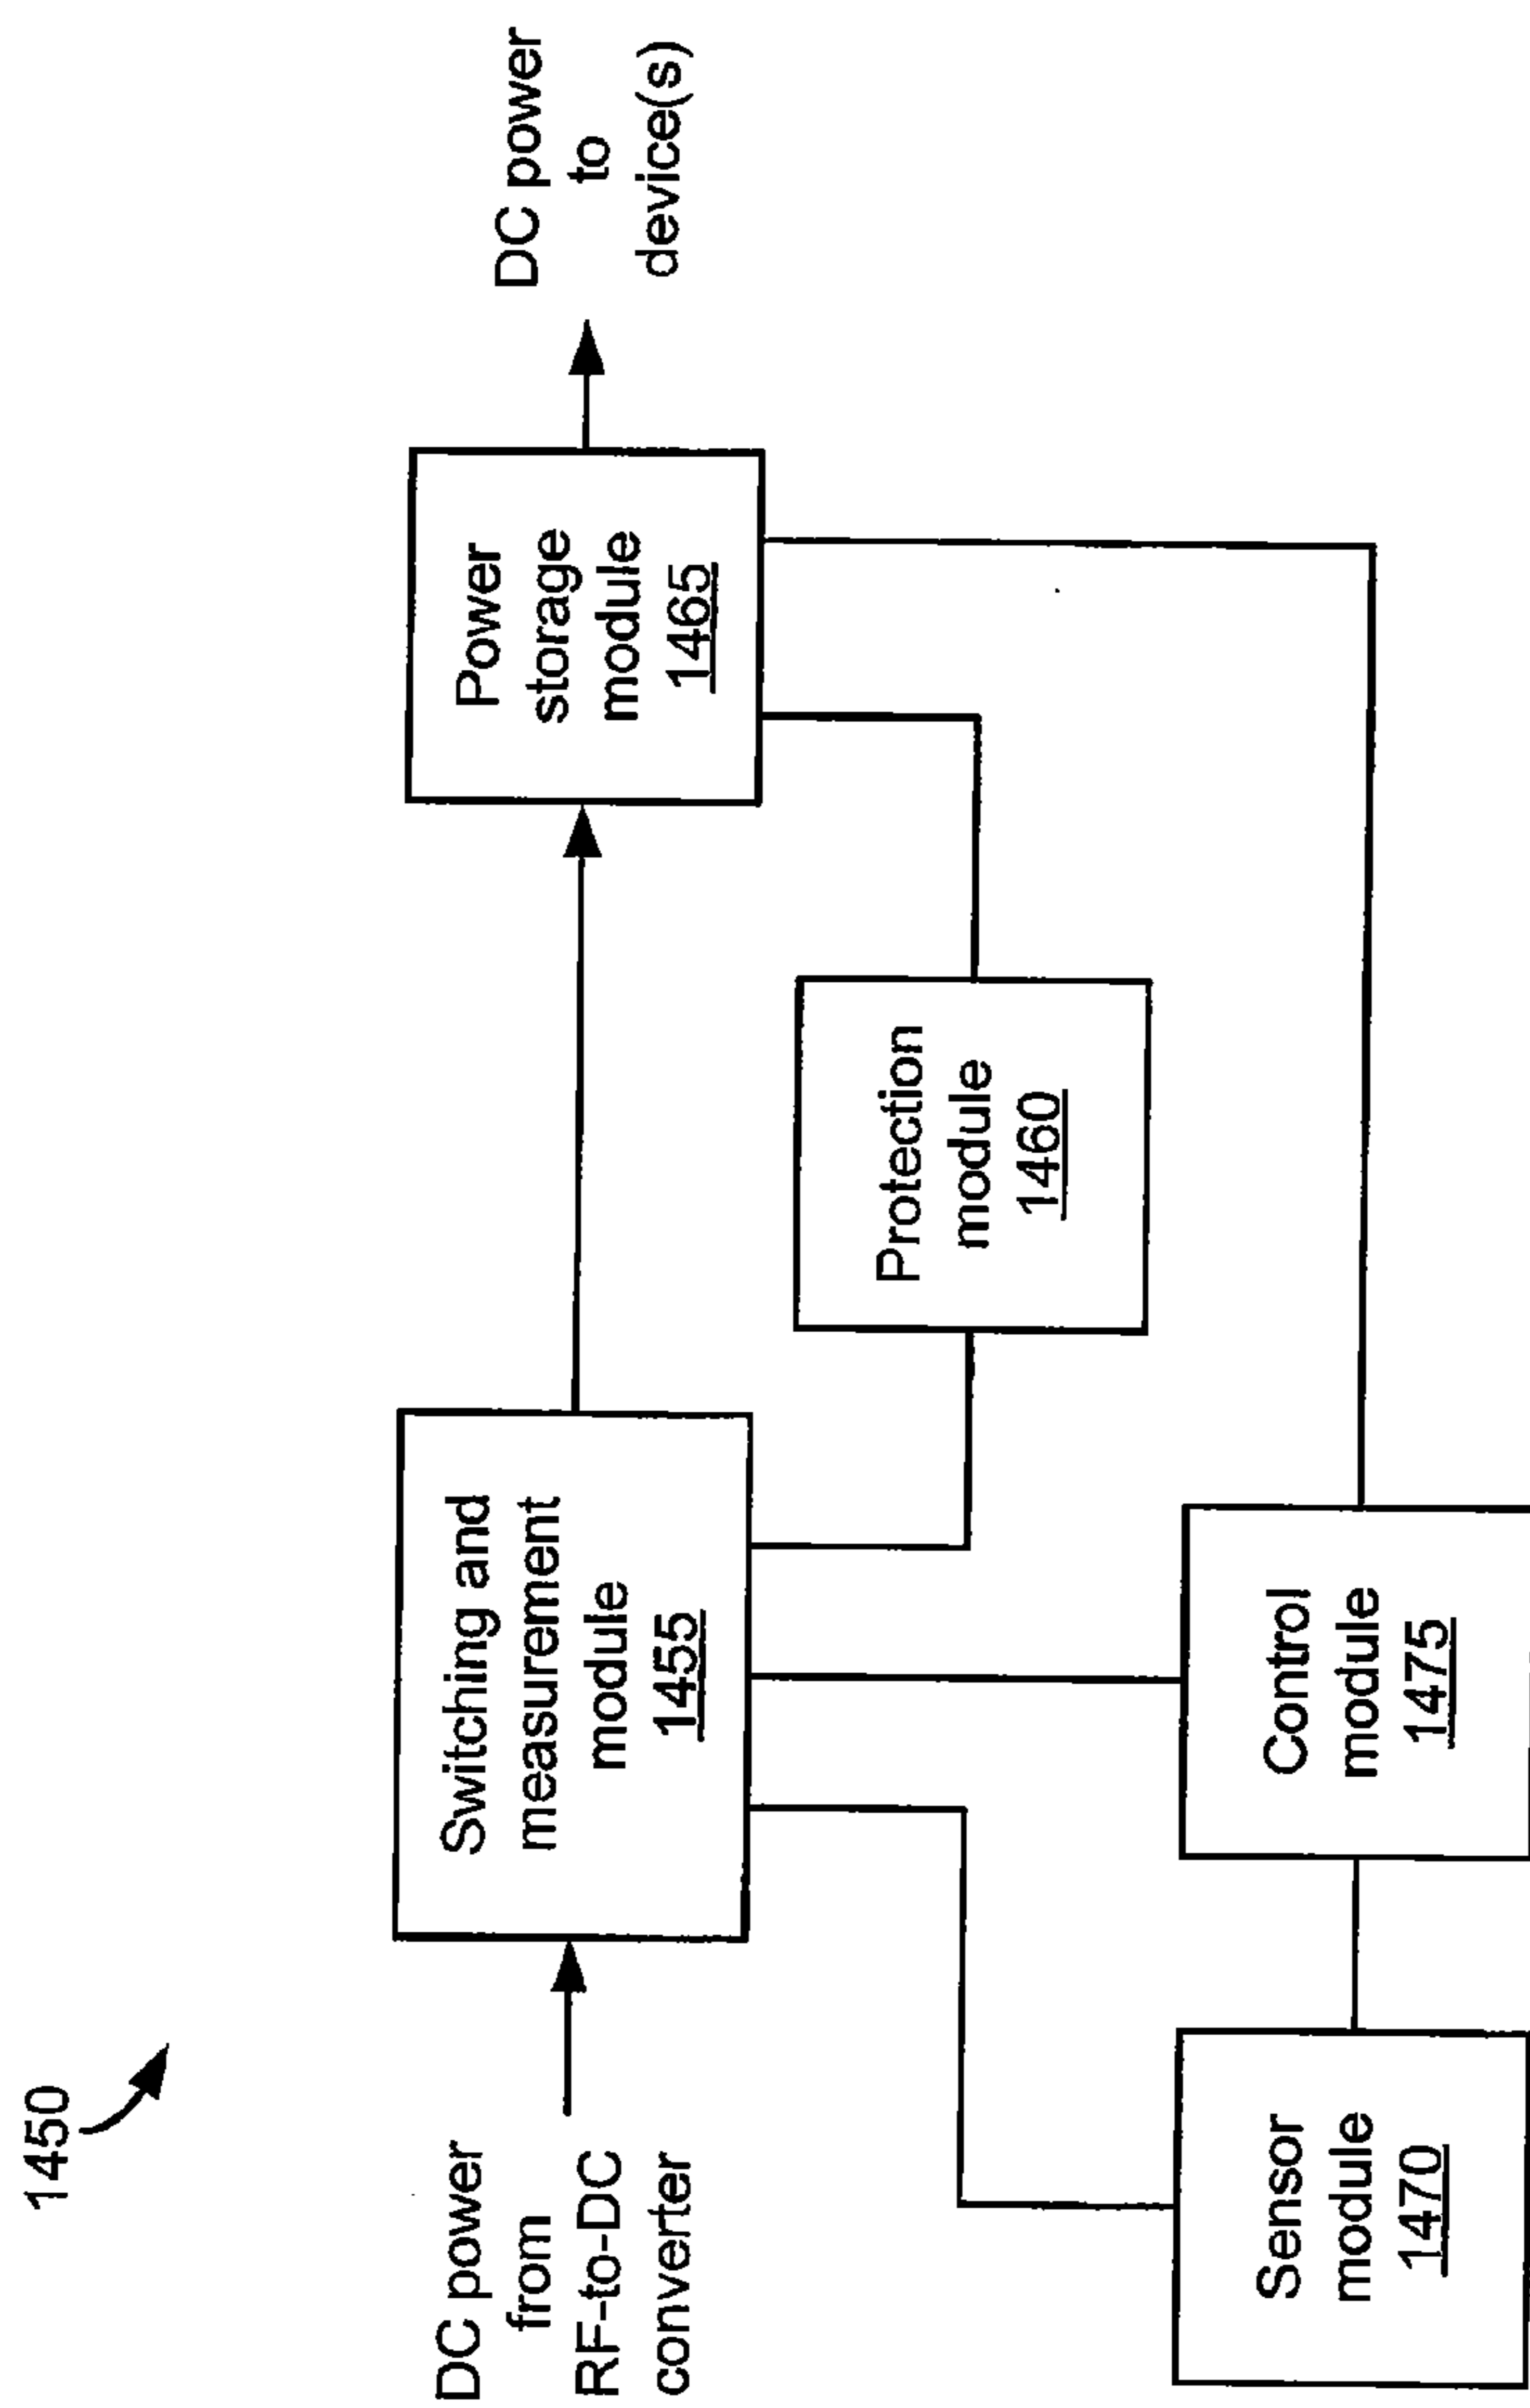 1450
DC power
from
RF-to-DC
converter
Switching and
measurement
module
1455
Power
storage
module
1465
DC power
to
device(s)
Protection
module
1460
Sensor
module
1470
Control
module
1475